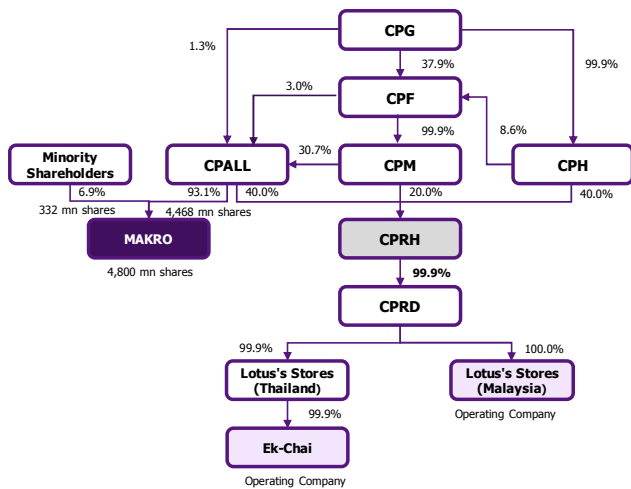 CPG
1.3%
37.9%
99.9%
3.0%
CPF
99.9%
8.6%
Minority
Shareholders
CPALL
30.7%
CPM
CPH
6.9%
93.1%
40.0%
20.0%
40.0%
332 mn shares
4,468 mn shares
MAKRO
CPRH
4,800 mn shares
99.9%
CPRD
99.9%
100.0%
Lotus's Stores
(Thailand)
Lotus's Stores
(Malaysia)
99.9%
Operating Company
Ek-Chai
Operating Company